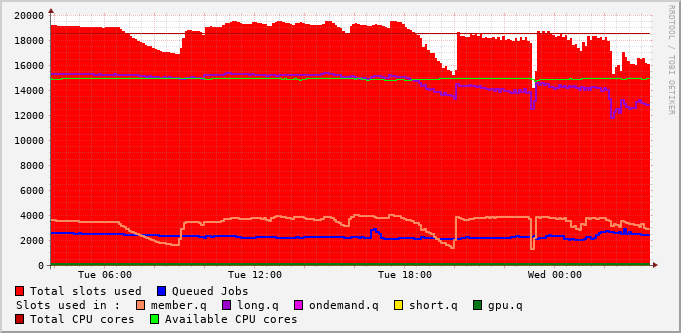 20000
18000
16000
14000
12000
10000
8000
6000
4000
2000
0
Tue 06:00 Tue 12:00 Tue 18:00 Wed 00:00
Total slots used Queued Jobs
Slots used in : member.q long.q ondemand.q short.q gpu.q
Total CPU cores Available CPU cores
RRDTOOL / TOBI OETIKER